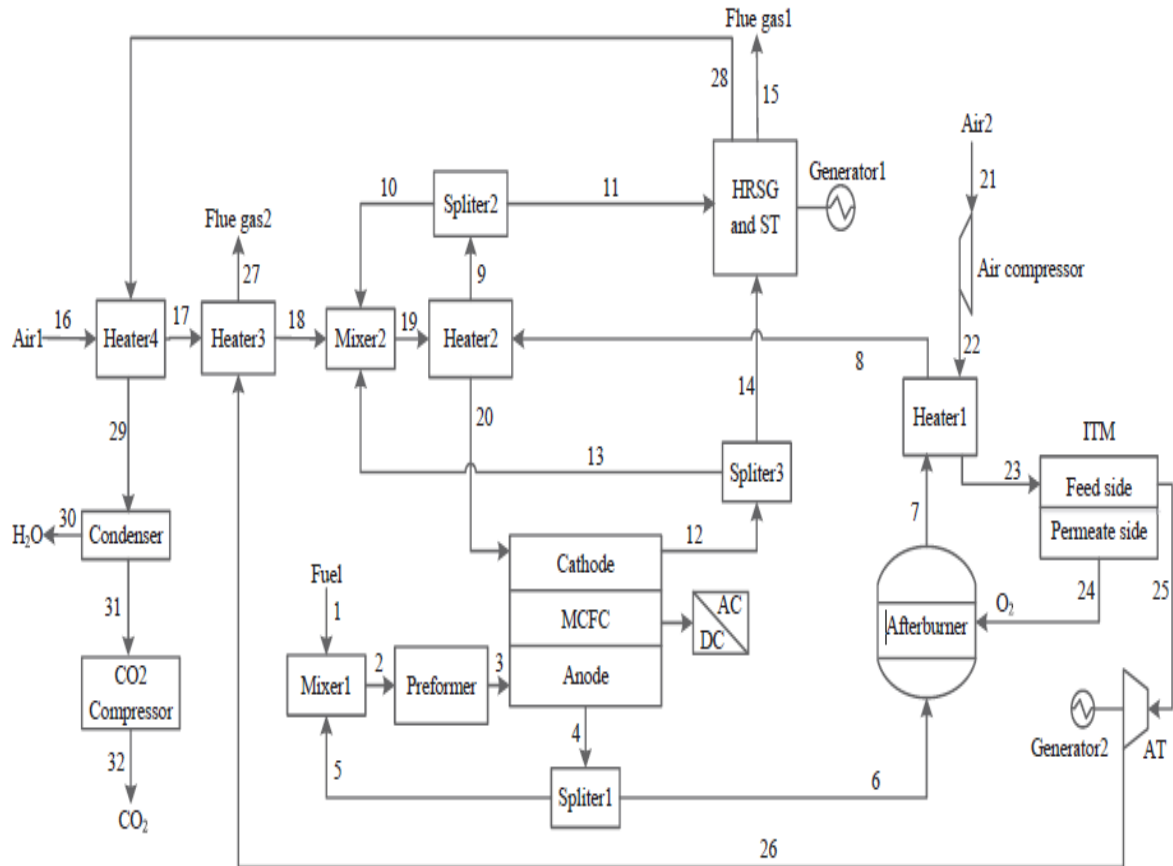 Flue gas1
28
15
Air2
21
Generator1
10
Spliter2
11
HRSG
and ST
Flue gas2
27
9
Air compressor
Air1
16
Heater4
17
Heater3
18
Mixer2
19
Heater2
8
22
14
Heater1
29
20
ITM
13
Spliter3
23
Feed side
7
Permeate side
H₂O
30
Condenser
12
24
25
Cathode
O₂
Fuel
31
1
MCFC
AC
DC
Afterburner
Mixer1
2
Preformer
3
Anode
CO2
Compressor
4
Generator2
AT
32
5
Spliter1
6
CO₂
26